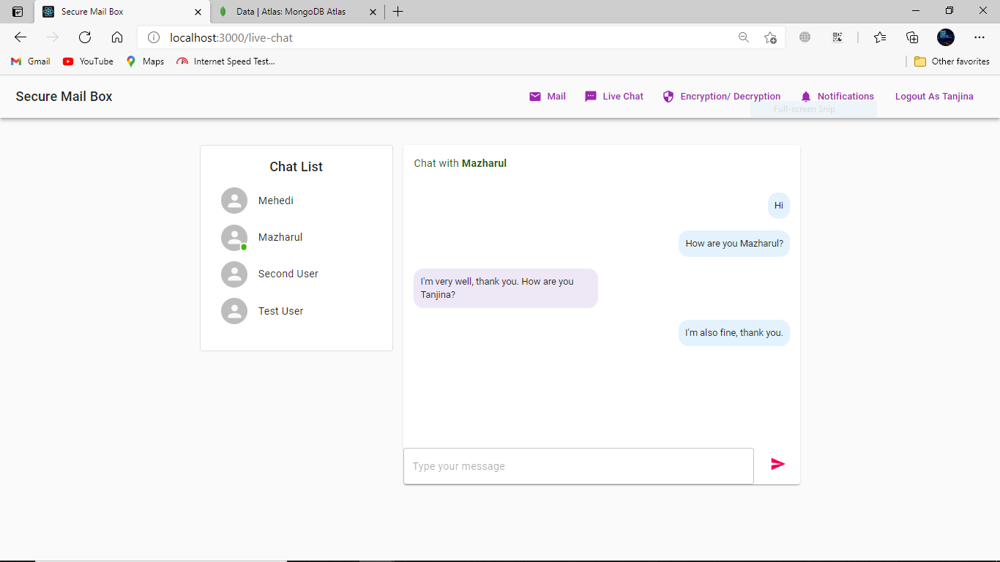 Secure Mail Box
Data | Atlas: MongoDB Atlas
localhost:3000/live-chat
Gmail
YouTube
Maps
Internet Speed Test...
Other favorites
Secure Mail Box
Mail
Live Chat
Encryption/ Decryption
Notifications
Logout As Tanjina
Full-screen Snip
Chat List
Mehedi
Mazharul
Second User
Test User
Chat with Mazharul
Hi
How are you Mazharul?
I'm very well, thank you. How are you
Tanjina?
I'm also fine, thank you.
Type your message